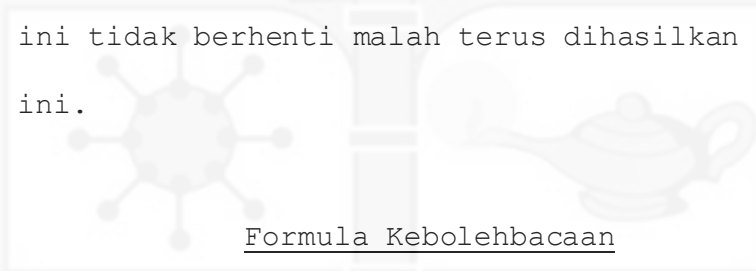 ini tidak berhenti malah terus dihasilkan
ini.
Formula Kebolehbacaan